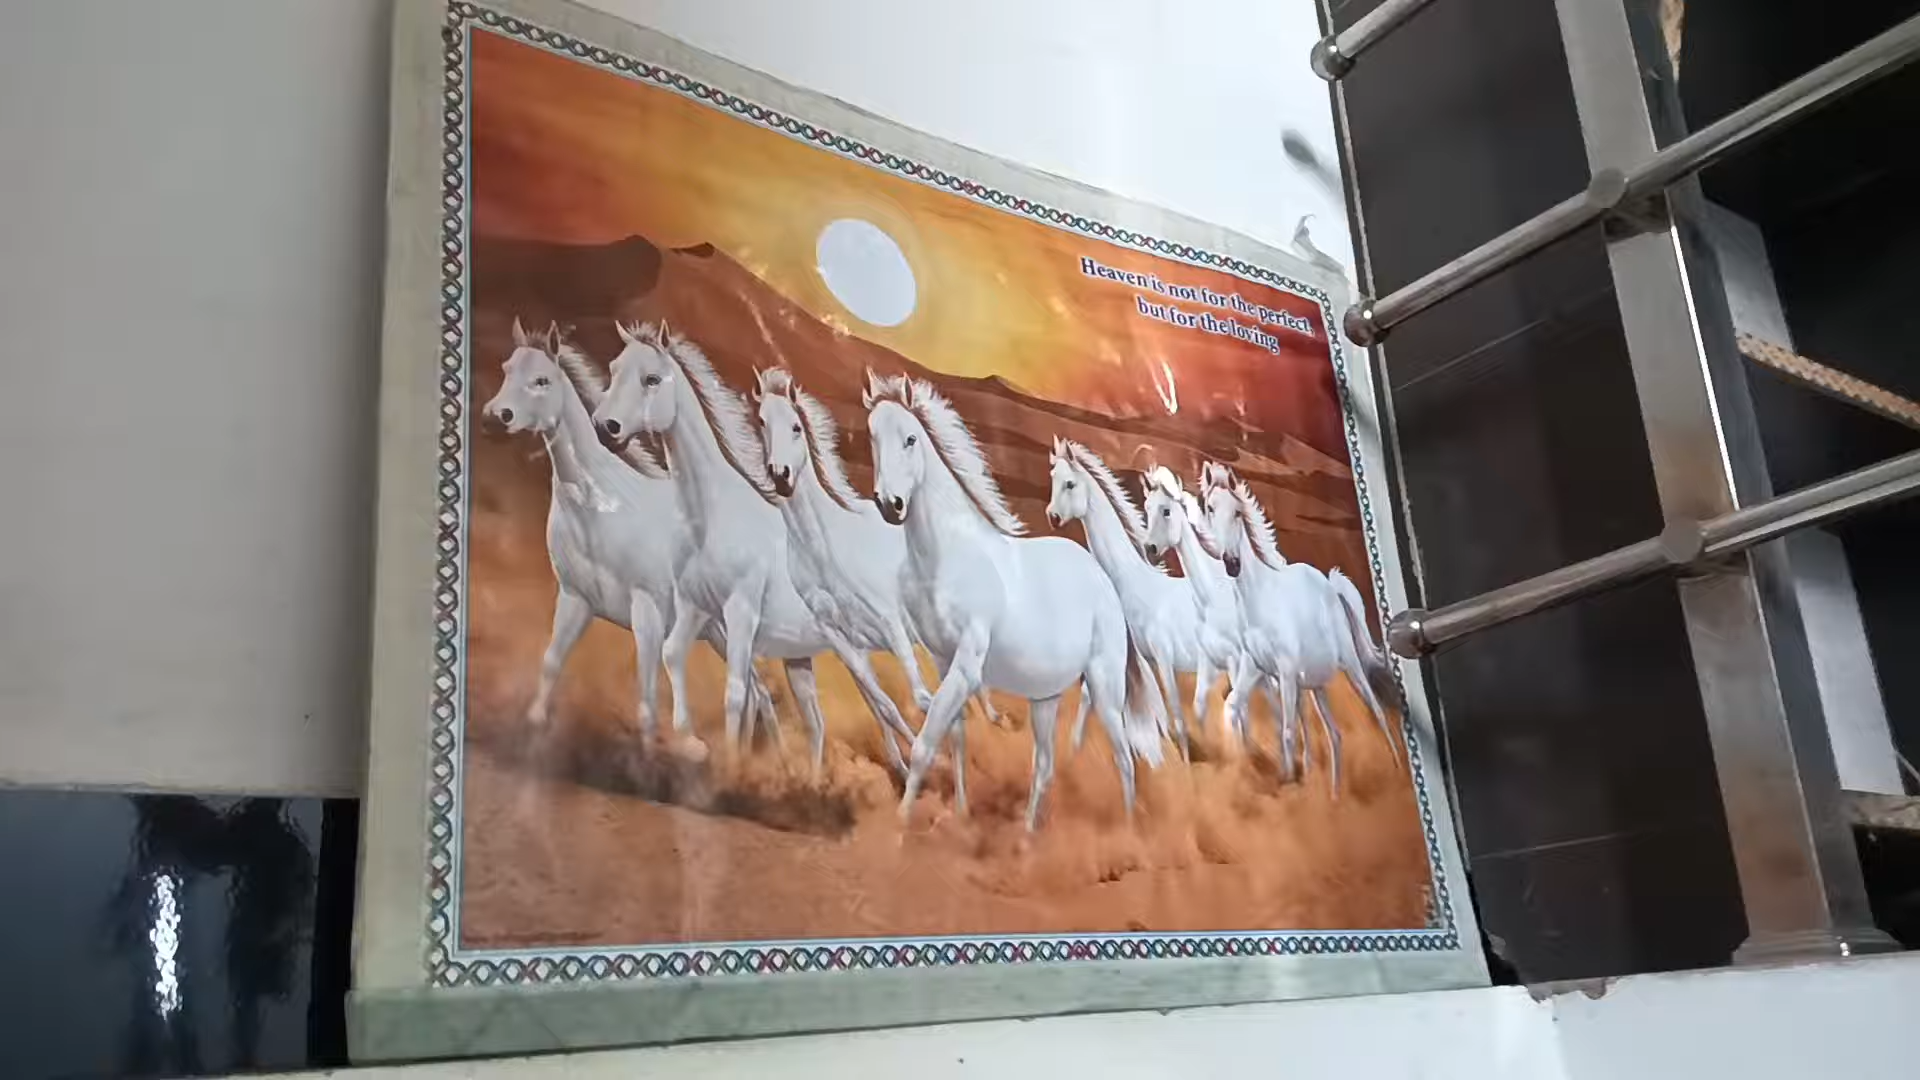 Heaven is not for the perfect,
but for the loving